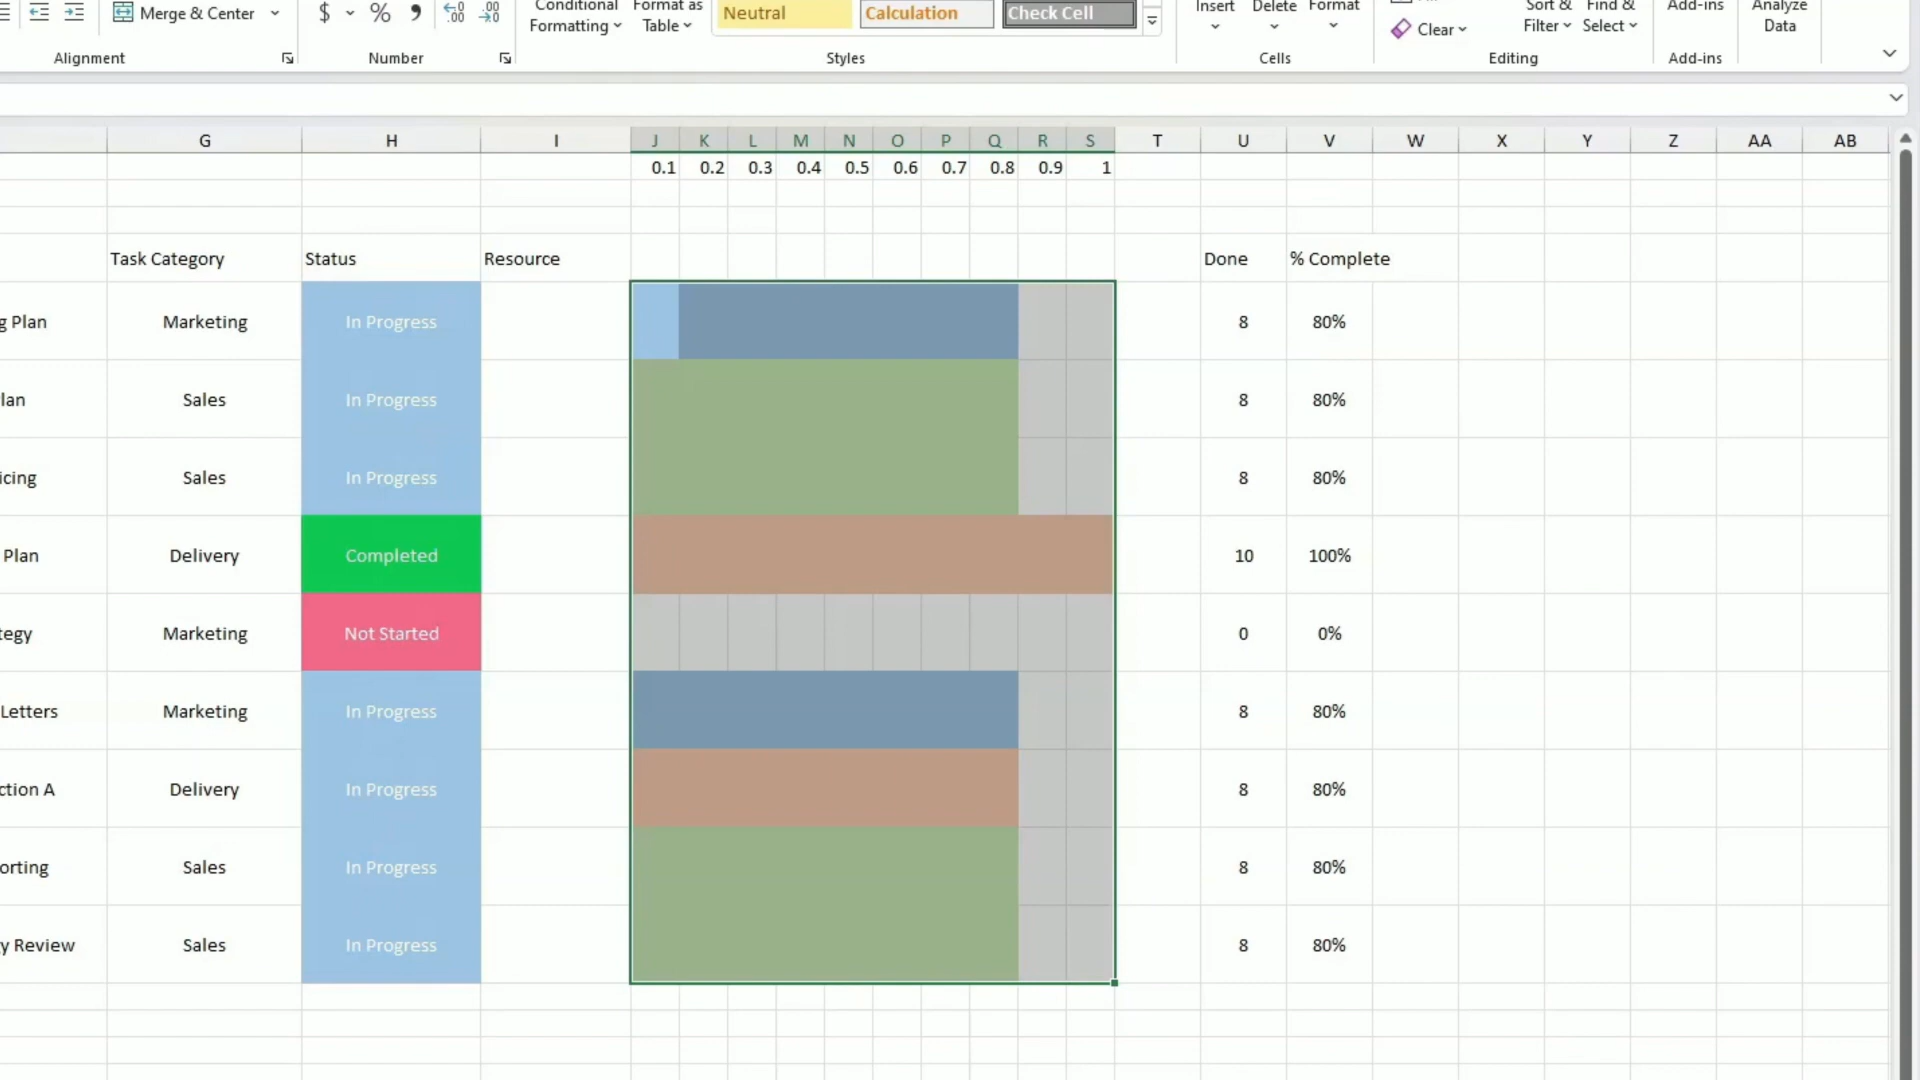 Merge & Center $ % Conditional Format as Neutral Calculation Check Cell Insert Delete Format Sort & Find & Add-ins Analyze
Formatting Table Clear Filter Select Data
Alignment Number Styles Cells Editing Add-ins
G H I J K L M N O P Q R S T U V W X Y Z AA AB
0.1 0.2 0.3 0.4 0.5 0.6 0.7 0.8 0.9 1
Task Category Status Resource Done % Complete
g Plan Marketing In Progress 8 80%
lan Sales In Progress 8 80%
icing Sales In Progress 8 80%
Plan Delivery Completed 10 100%
tegy Marketing Not Started 0 0%
Letters Marketing In Progress 8 80%
ction A Delivery In Progress 8 80%
orting Sales In Progress 8 80%
y Review Sales In Progress 8 80%